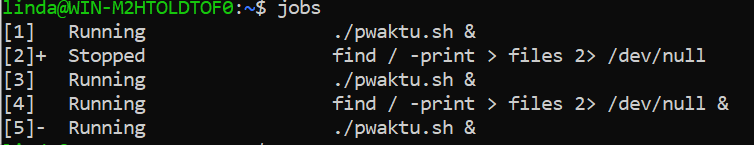 linda@WIN-M2HTOLDTOF0:~$ jobs
[1]   Running                 ./pwaktu.sh &
[2]+  Stopped                 find / -print > files 2> /dev/null
[3]   Running                 ./pwaktu.sh &
[4]   Running                 find / -print > files 2> /dev/null &
[5]-  Running                 ./pwaktu.sh &